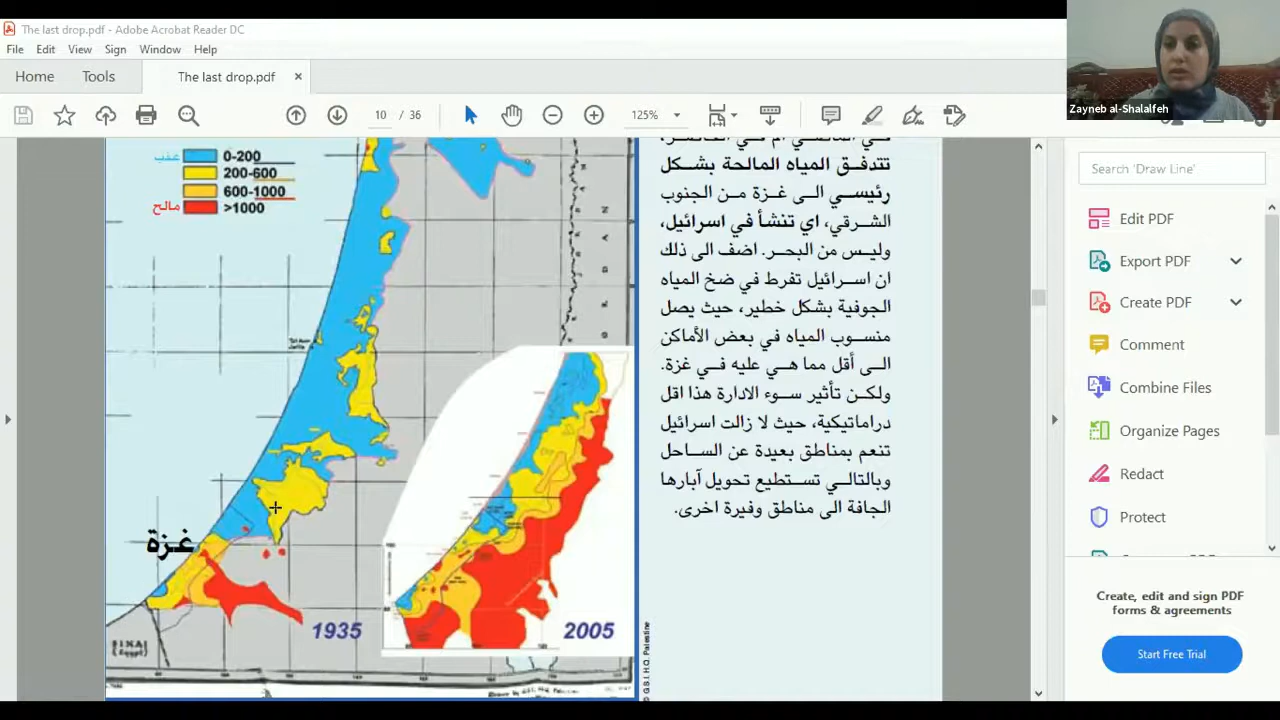 The last drop.pdf - Adobe Acrobat Reader DC
File Edit View Sign Window Help
Home Tools The last drop.pdf ×
10 / 36 125%
Zayneb al-Shalalfeh
عذب 0-200
200-600
600-1000
مالح >1000
غزة
1935
2005
SINAI
(Egypt)
تتدفق المياه المالحة بشكل
رئيسي الى غزة من الجنوب
الشرقي، اي تنشأ في اسرائيل،
وليس من البحر. اضف الى ذلك
ان اسرائيل تفرط في ضخ المياه
الجوفية بشكل خطير، حيث يصل
منسوب المياه في بعض الأماكن
الى أقل مما هي عليه في غزة.
ولكن تأثير سوء الادارة هذا اقل
دراماتيكية، حيث لا زالت اسرائيل
تنعم بمناطق بعيدة عن الساحل
وبالتالي تستطيع تحويل آبارها
الجافة الى مناطق وفيرة اخرى.
© G.S.I. H.O. Palestine
Search 'Draw Line'
Edit PDF
Export PDF
Create PDF
Comment
Combine Files
Organize Pages
Redact
Protect
Create, edit and sign PDF
forms & agreements
Start Free Trial